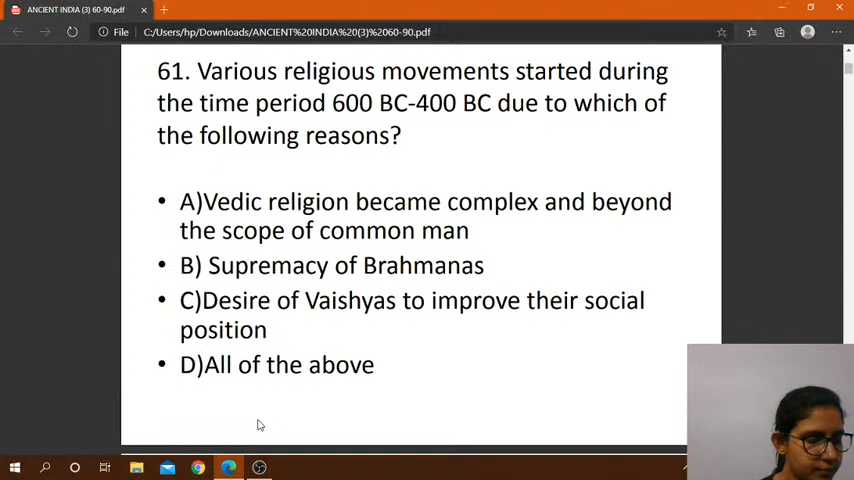 ANCIENT INDIA (3) 60-90.pdf
File
C:/Users/hp/Downloads/ANCIENT%20INDIA%20(3)%2060-90.pdf
61. Various religious movements started during
the time period 600 BC-400 BC due to which of
the following reasons?
• A)Vedic religion became complex and beyond
the scope of common man
• B) Supremacy of Brahmanas
• C)Desire of Vaishyas to improve their social
position
• D)All of the above